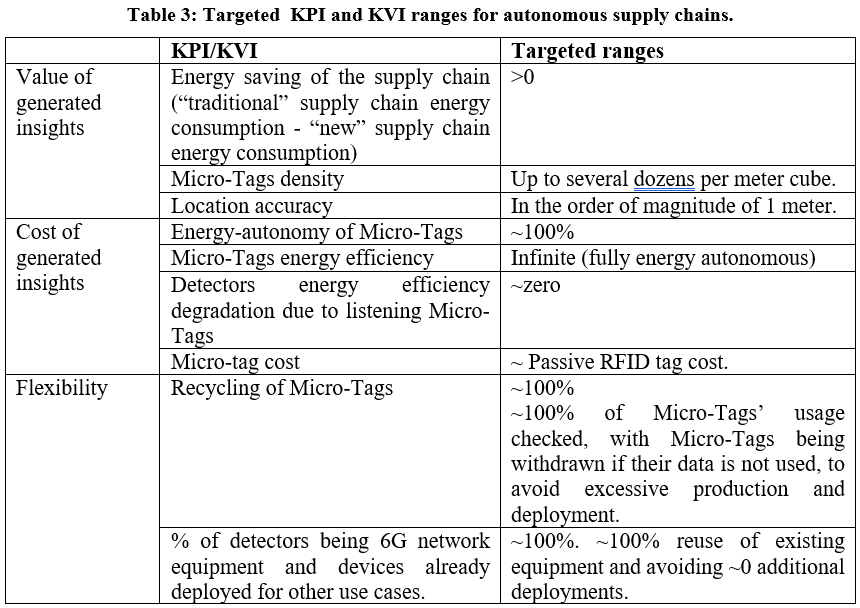 Table 3: Targeted KPI and KVI ranges for autonomous supply chains.
KPI/KVI Targeted ranges
Value of generated insights
Energy saving of the supply chain
(“traditional” supply chain energy
consumption - “new” supply chain
energy consumption)
>0
Micro-Tags density
Up to several dozens per meter cube.
Location accuracy
In the order of magnitude of 1 meter.
Cost of
generated
insights
Energy-autonomy of Micro-Tags
~100%
Micro-Tags energy efficiency
Infinite (fully energy autonomous)
Detectors energy efficiency
degradation due to listening Micro-
Tags
~zero
Micro-tag cost
~ Passive RFID tag cost.
Flexibility
Recycling of Micro-Tags
~100%
~100% of Micro-Tags’ usage
checked, with Micro-Tags being
withdrawn if their data is not used, to
avoid excessive production and
deployment.
% of detectors being 6G network
equipment and devices already
deployed for other use cases.
~100%. ~100% reuse of existing
equipment and avoiding ~0 additional
deployments.